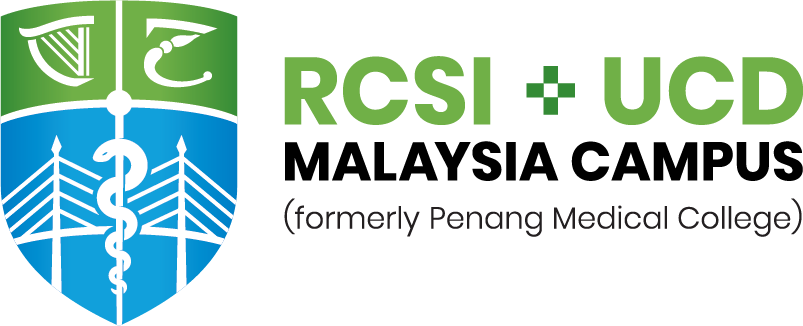 RCSI + UCD
MALAYSIA CAMPUS
(formerly Penang Medical College)